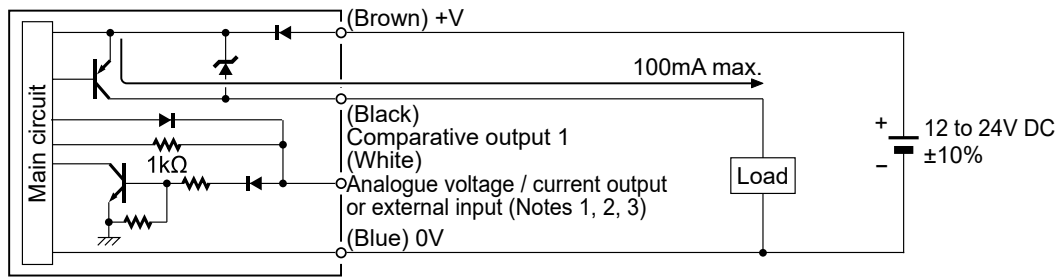 (Brown) +V
100mA max.
Main circuit
(Black)
Comparative output 1
(White)
1kΩ
Analogue voltage / current output
or external input (Notes 1, 2, 3)
(Blue) 0V
Load
+
12 to 24V DC
±10%
−